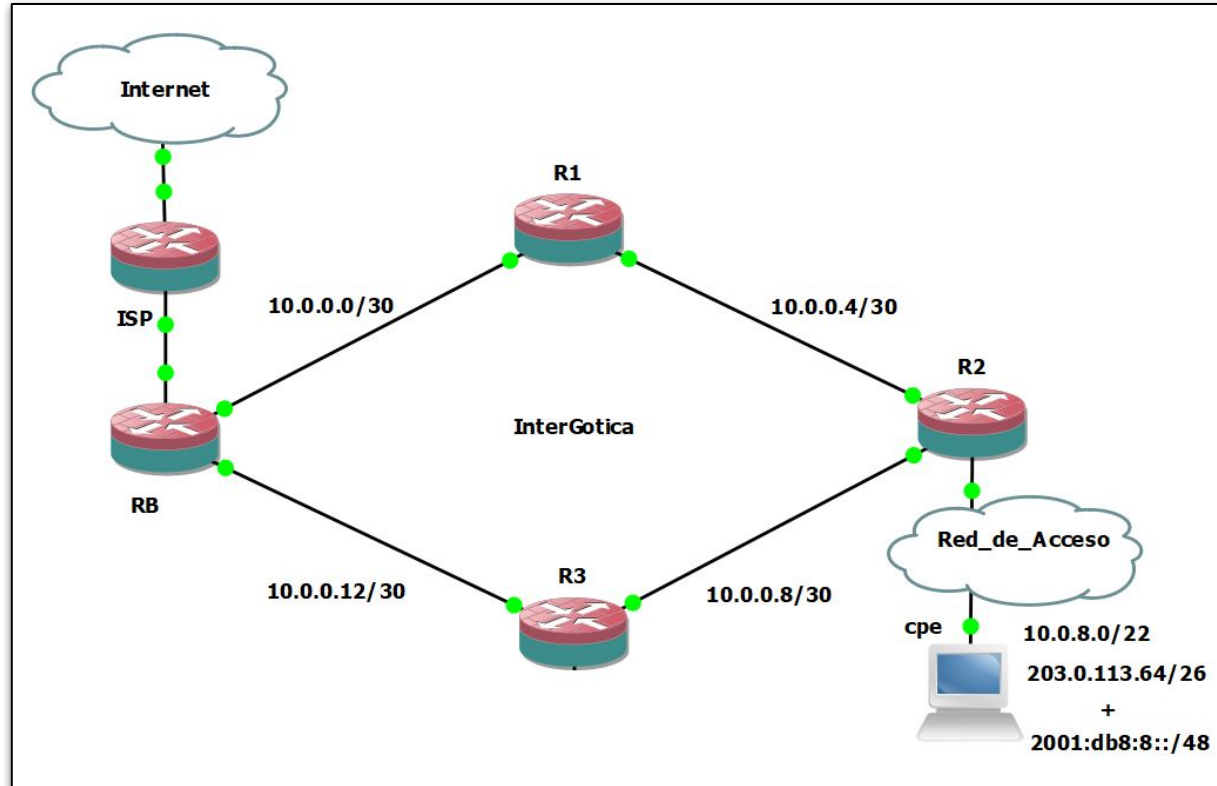 Internet
R1
ISP
10.0.0.0/30
10.0.0.4/30
R2
InterGotica
RB
Red_de_Acceso
10.0.0.12/30
R3
10.0.0.8/30
cpe
10.0.8.0/22
203.0.113.64/26
+
2001:db8:8::/48